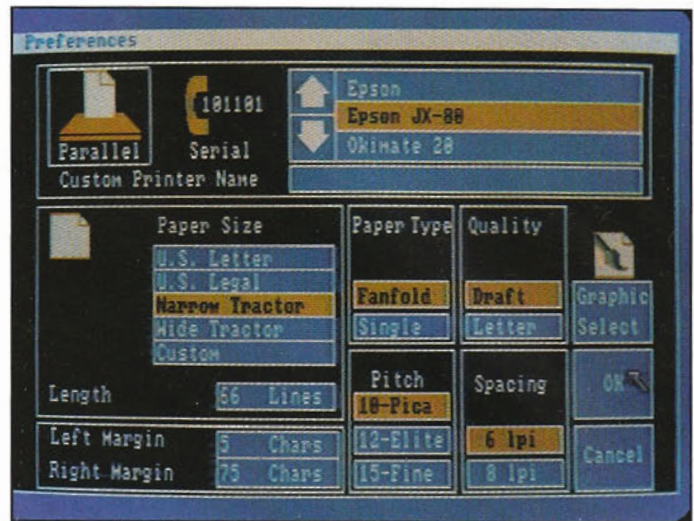 Preferences
101101
Parallel
Serial
Custom Printer Name
Epson
Epson JX-80
Okimate 20
Paper Size
U.S. Letter
U.S. Legal
Narrow Tractor
Wide Tractor
Custom
Length
66 Lines
Left Margin
5 Chars
Right Margin
75 Chars
Paper Type
Fanfold
Single
Quality
Draft
Letter
Graphic
Select
Pitch
10-Pica
12-Elite
15-Fine
Spacing
6 lpi
8 lpi
OK
Cancel